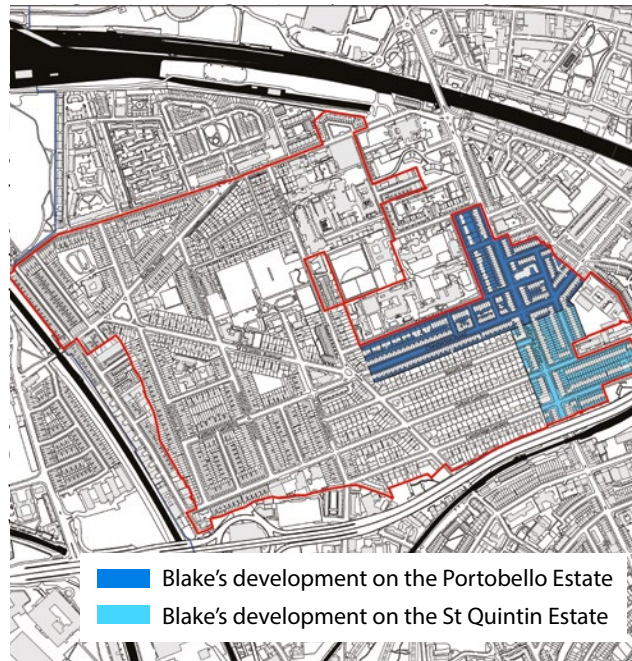 Blake’s development on the Portobello Estate
Blake’s development on the St Quintin Estate